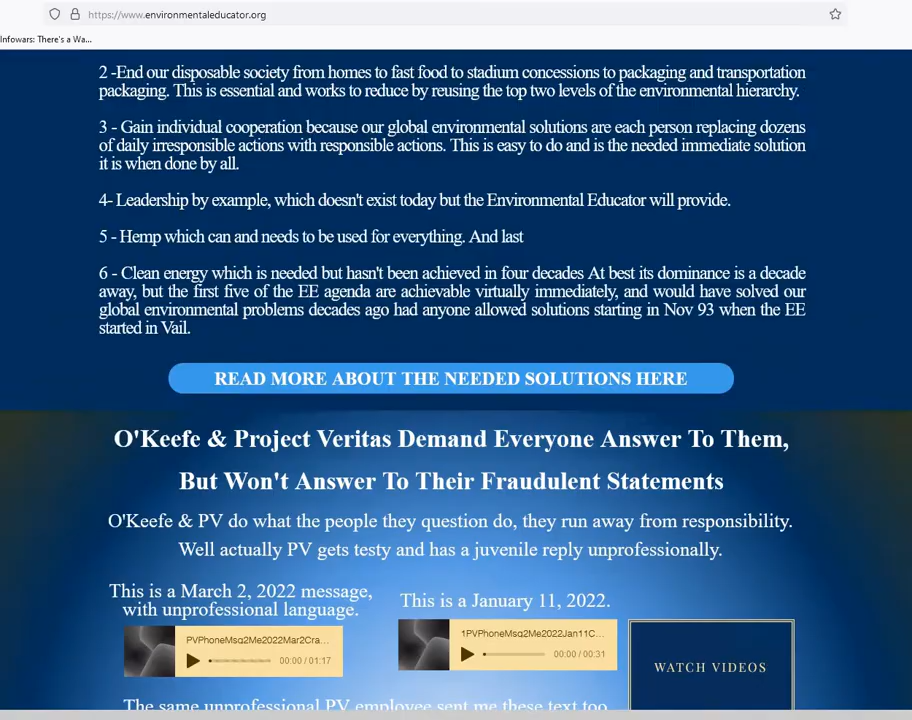 https://www.environmentaleducator.org
Infowars: There's a Wa...
2 -End our disposable society from homes to fast food to stadium concessions to packaging and transportation
packaging. This is essential and works to reduce by reusing the top two levels of the environmental hierarchy.
3 - Gain individual cooperation because our global environmental solutions are each person replacing dozens
of daily irresponsible actions with responsible actions. This is easy to do and is the needed immediate solution
it is when done by all.
4- Leadership by example, which doesn't exist today but the Environmental Educator will provide.
5 - Hemp which can and needs to be used for everything. And last
6 - Clean energy which is needed but hasn't been achieved in four decades At best its dominance is a decade
away, but the first five of the EE agenda are achievable virtually immediately, and would have solved our
global environmental problems decades ago had anyone allowed solutions starting in Nov 93 when the EE
started in Vail.
READ MORE ABOUT THE NEEDED SOLUTIONS HERE
O'Keefe & Project Veritas Demand Everyone Answer To Them,
But Won't Answer To Their Fraudulent Statements
O'Keefe & PV do what the people they question do, they run away from responsibility.
Well actually PV gets testy and has a juvenile reply unprofessionally.
This is a March 2, 2022 message,
with unprofessional language.
This is a January 11, 2022.
PVPhoneMsg2Me2022Mar2Cra...
00:00 / 01:17
1PVPhoneMsg2Me2022Jan11C...
00:00 / 00:31
WATCH VIDEOS
The same unprofessional PV employee sent me these text too